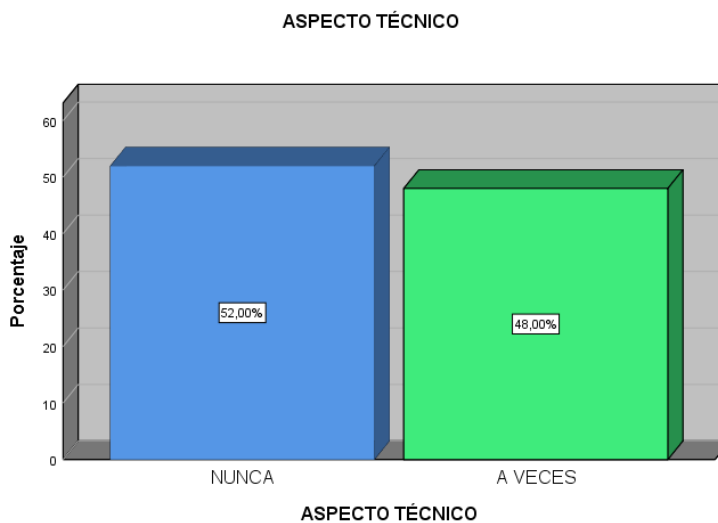 ASPECTO TÉCNICO
Porcentaje
60
50
40
30
20
10
0
52,00%
48,00%
NUNCA
A VECES
ASPECTO TÉCNICO